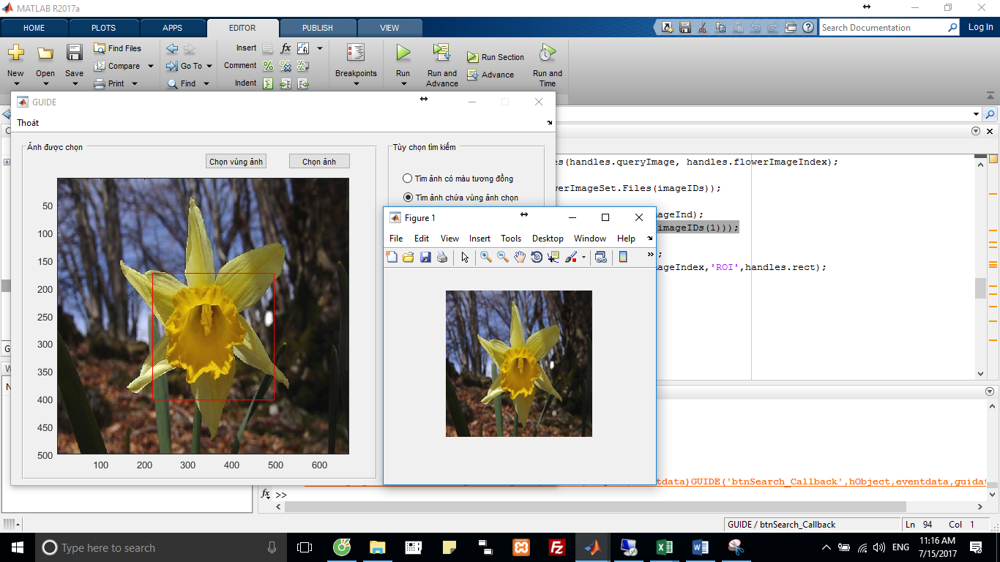 MATLAB R2017a
HOME PLOTS APPS EDITOR PUBLISH VIEW
Search Documentation
Log In
New Open Save
Find Files
Compare
Print
Go To
Find
Insert
Comment
Indent
fx
Breakpoints
Run
Run and Advance
Run Section
Advance
Run and Time
GUIDE
Thoát
Ảnh được chọn
Chọn vùng ảnh
Chọn ảnh
50
100
150
200
250
300
350
400
450
500
100 200 300 400 500 600
Tùy chọn tìm kiếm
Tìm ảnh có màu tương đồng
Tìm ảnh chứa vùng ảnh chọn
Figure 1
File Edit View Insert Tools Desktop Window Help
es(handles.queryImage, handles.flowerImageIndex);
werImageSet.Files(imageIDs));
mageInd);
(imageIDs(1)));
;
mageIndex,'ROI',handles.rect);
tdata)GUIDE('btnSearch_Callback',hObject,eventdata,guidat
fx >>
GUIDE / btnSearch_Callback
Ln 94 Col 1
Type here to search
ENG
11:16 AM
7/15/2017